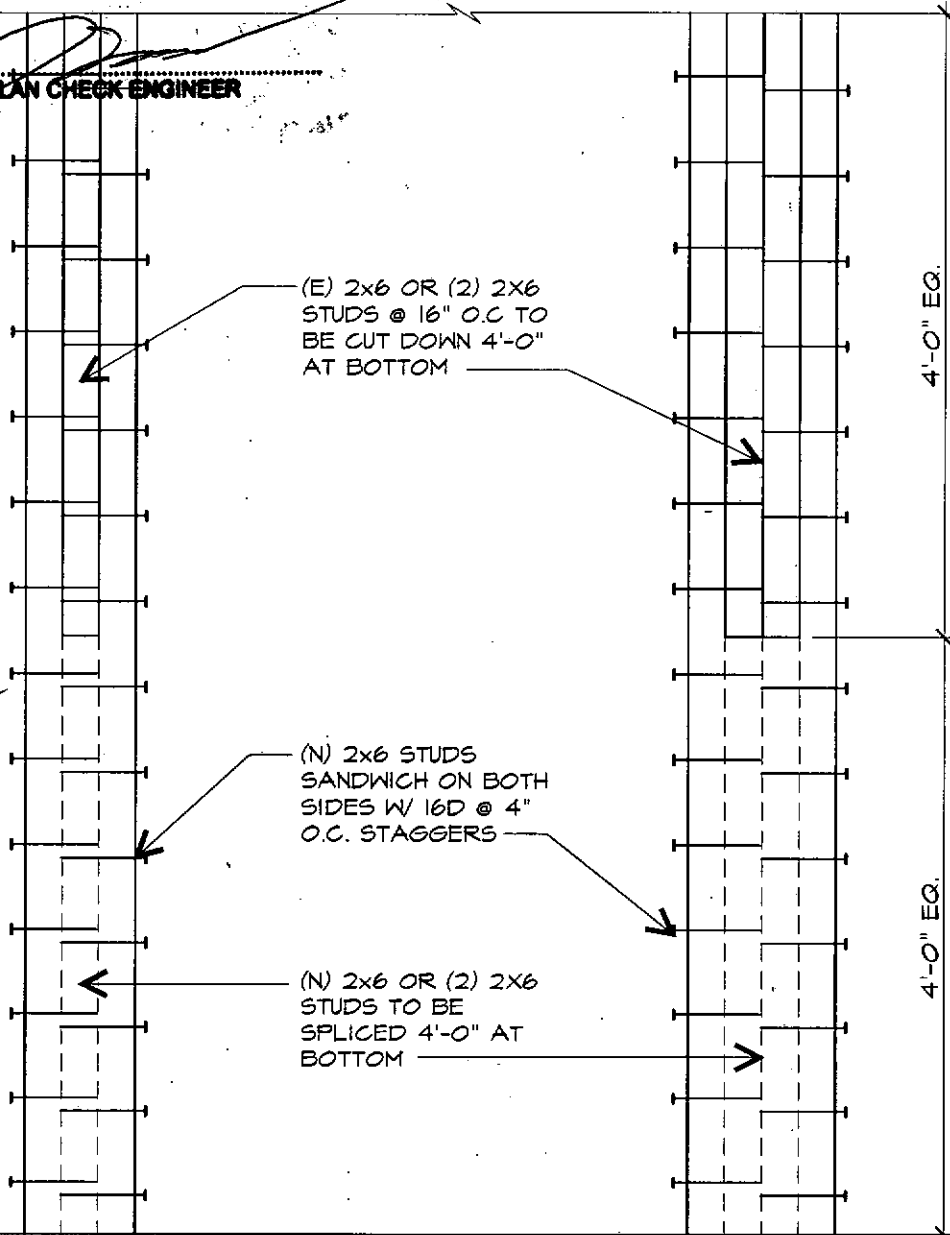 PLAN CHECK ENGINEER
(E) 2x6 OR (2) 2X6
STUDS @ 16" O.C TO
BE CUT DOWN 4'-0"
AT BOTTOM
4'-0" EQ.
(N) 2x6 STUDS
SANDWICH ON BOTH
SIDES W/ 16D @ 4"
O.C. STAGGERS
4'-0" EQ.
(N) 2x6 OR (2) 2X6
STUDS TO BE
SPLICED 4'-0" AT
BOTTOM